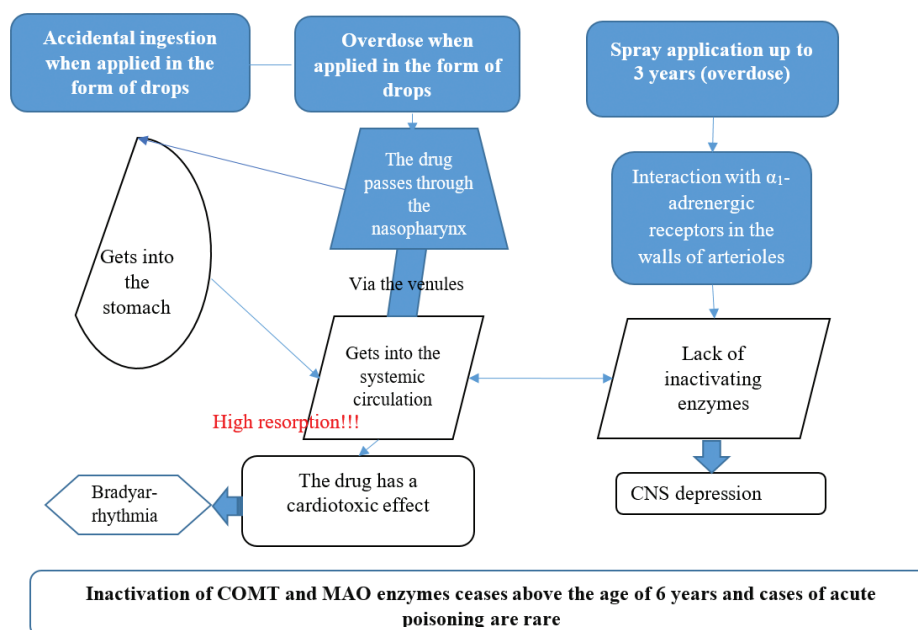 Accidental ingestion
when applied in the
form of drops
Overdose when
applied in the form of
drops
Spray application up to
3 years (overdose)
The drug
passes through
the
nasopharynx
Interaction with α₁-
adrenergic
receptors in the
walls of arterioles
Gets into
the
stomach
Via the venules
Gets into the
systemic
circulation
Lack of
inactivating
enzymes
High resorption!!!
The drug has a
cardiotoxic effect
Bradyar-
rhythmia
CNS depression
Inactivation of COMT and MAO enzymes ceases above the age of 6 years and cases of acute
poisoning are rare